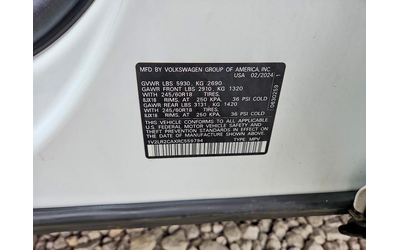 MFD. BY VOLKSWAGEN GROUP OF AMERICA, INC.
USA 02/2024
GVWR LBS 5930, KG 2690
GAWR FRONT LBS 2910, KG 1320
WITH 245/60R18 TIRES,
8JX18 RIMS, AT 250 KPA, 36 PSI COLD
GAWR REAR LBS 3131, KG 1420
WITH 245/60R18 TIRES,
8JX18 RIMS, AT 250 KPA, 36 PSI COLD
THIS VEHICLE CONFORMS TO ALL APPLICABLE
FEDERAL MOTOR VEHICLE SAFETY, BUMPER, AND
THEFT PREVENTION STANDARDS IN EFFECT ON THE DATE
OF MANUFACTURE SHOWN ABOVE.
1V2LR2CAXRC559794 TYPE: MPV